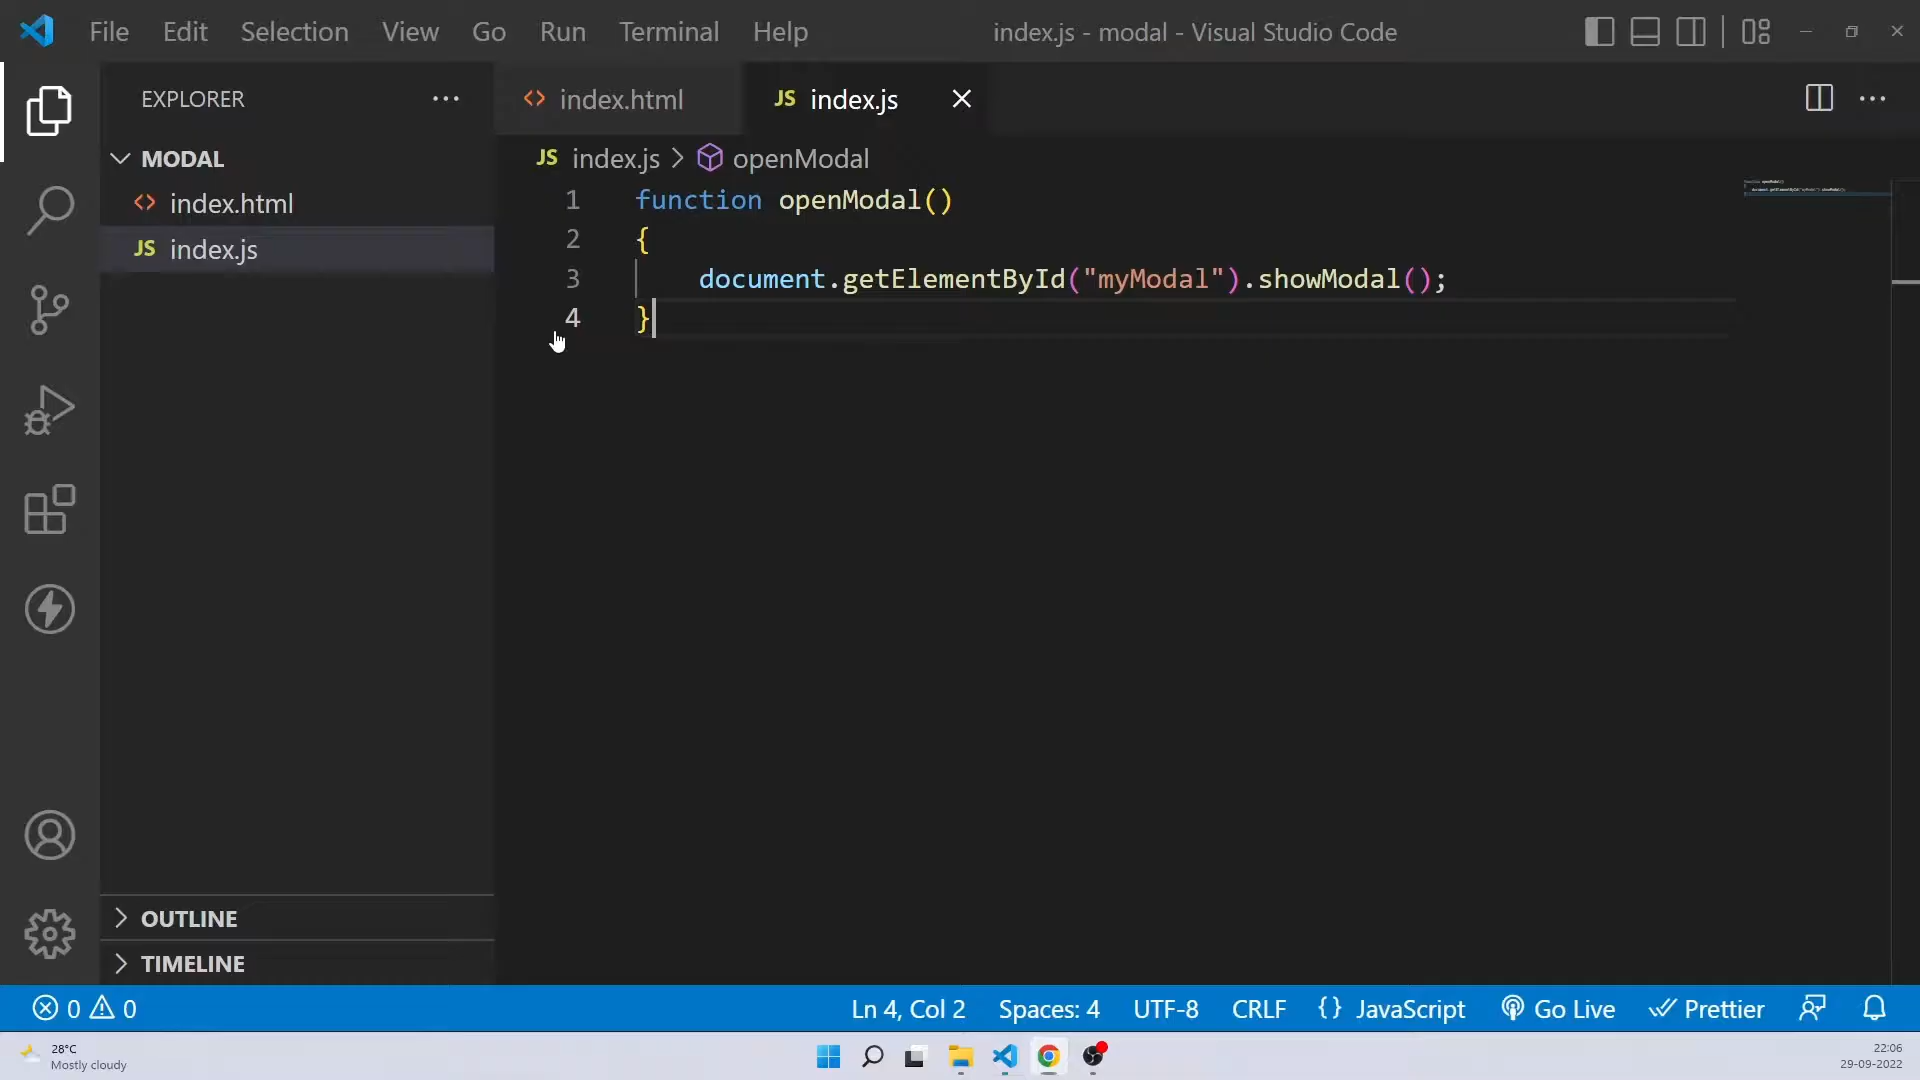 File Edit Selection View Go Run Terminal Help index.js - modal - Visual Studio Code
EXPLORER
MODAL
index.html
JS index.js
index.html
JS index.js
JS index.js > openModal
1 function openModal()
2 {
3 document.getElementById("myModal").showModal();
4 }
OUTLINE
TIMELINE
0 0 Ln 4, Col 2 Spaces: 4 UTF-8 CRLF {} JavaScript Go Live Prettier
28°C
Mostly cloudy
22:06
29-09-2022